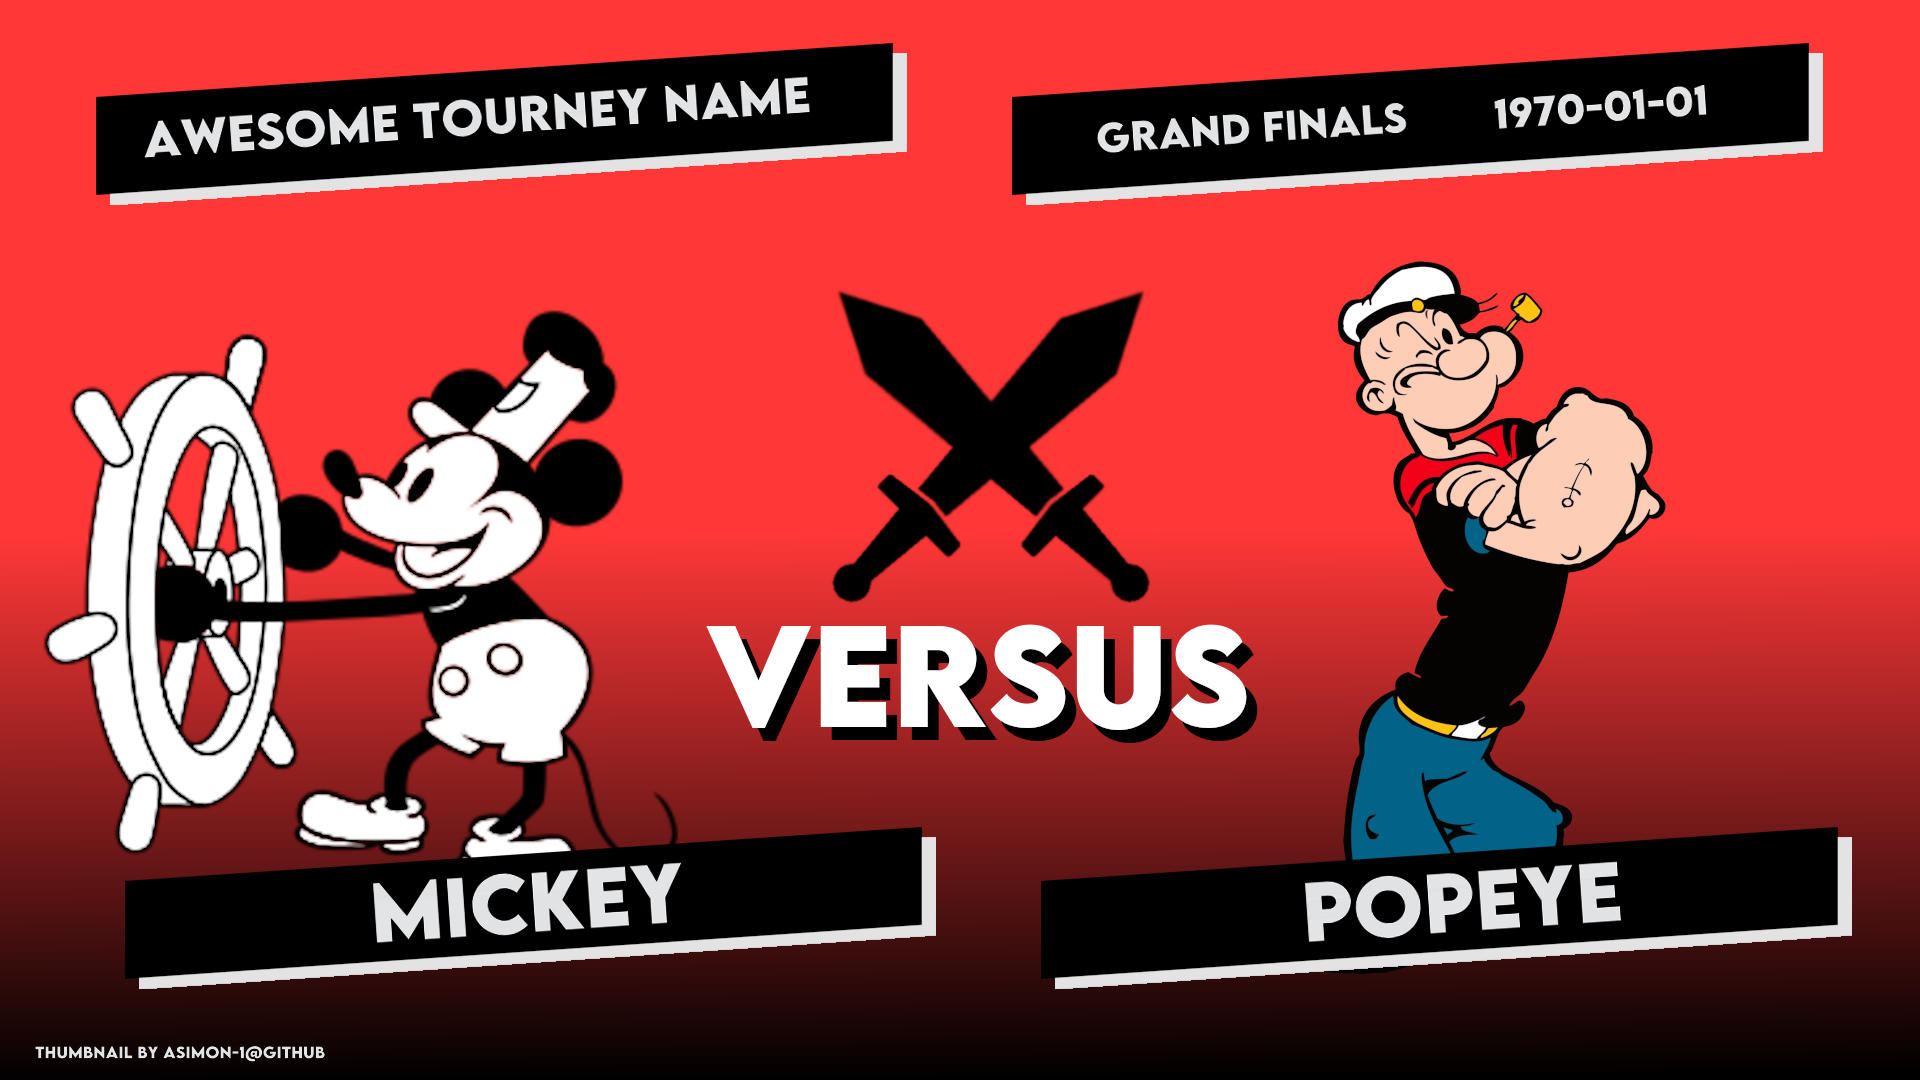 AWESOME TOURNEY NAME
GRAND FINALS 1970-01-01
VERSUS
MICKEY
POPEYE
THUMBNAIL BY ASIMON-1@GITHUB